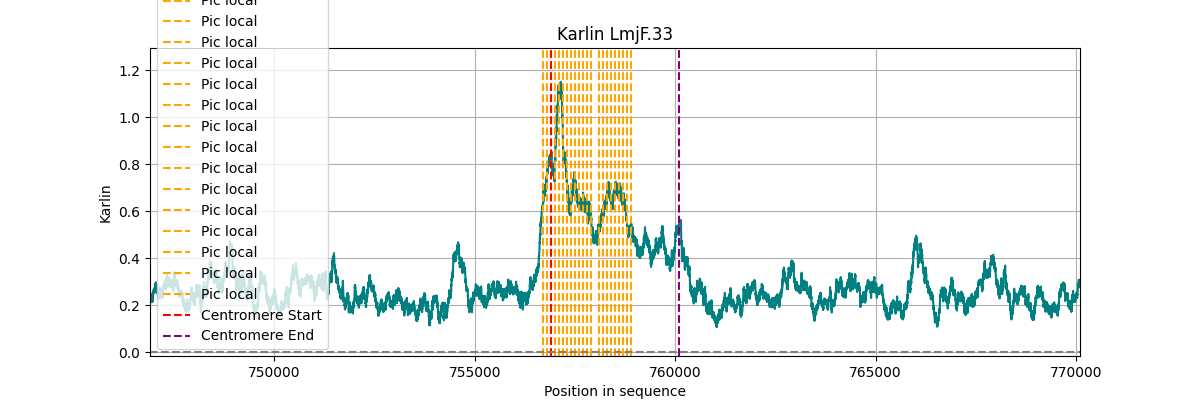 Pic local
Pic local
Karlin LmjF.33
Pic local
Pic local
Pic local
Pic local
Pic local
Pic local
Pic local
Pic local
Pic local
Pic local
Pic local
Pic local
Pic local
Centromere Start
Centromere End
1.2
1.0
0.8
0.6
0.4
0.2
0.0
Karlin
750000
755000
760000
765000
770000
Position in sequence